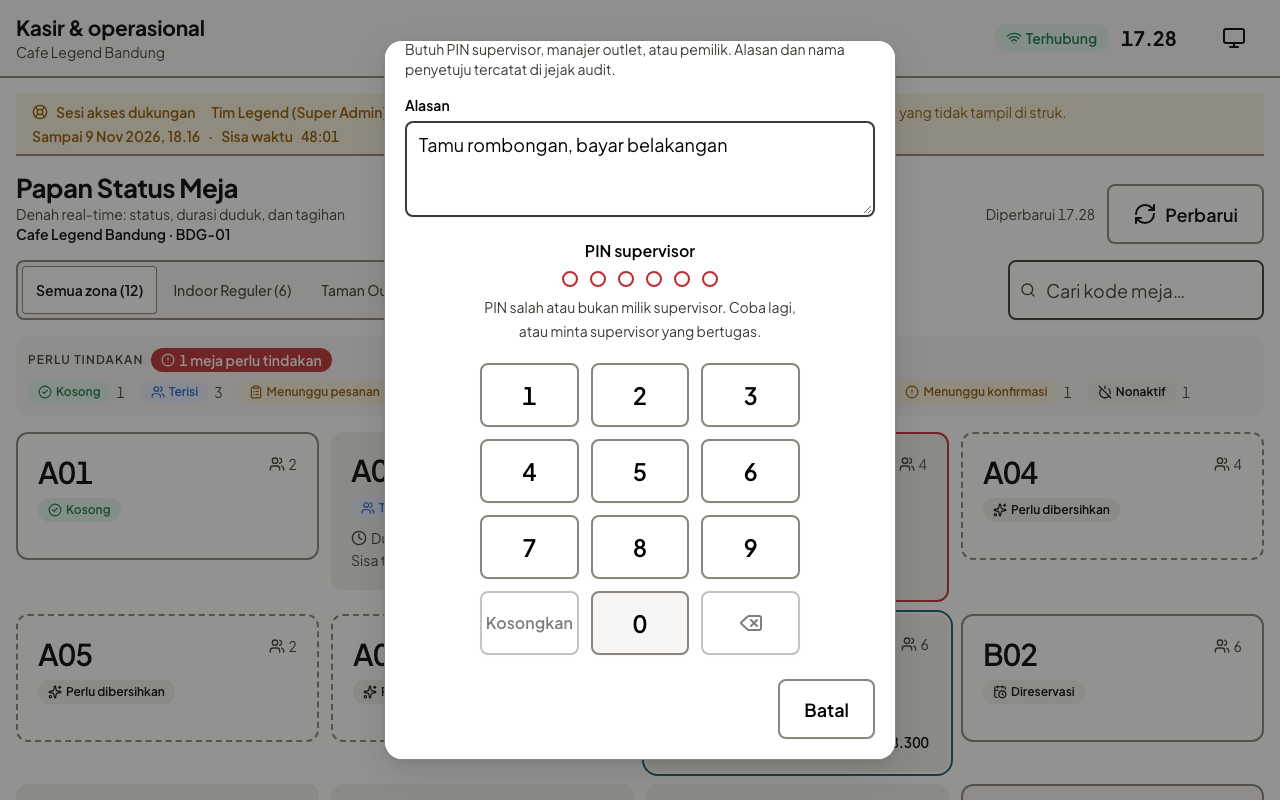 Kasir & operasional
Cafe Legend Bandung
Terhubung
17.28
Sesi akses dukungan Tim Legend (Super Admin) yang tidak tampil di struk.
Sampai 9 Nov 2026, 18.16 · Sisa waktu 48:01
Papan Status Meja
Denah real-time: status, durasi duduk, dan tagihan
Cafe Legend Bandung · BDG-01
Diperbarui 17.28
Perbarui
Semua zona (12)
Indoor Reguler (6)
Taman
Cari kode meja...
PERLU TINDAKAN
1 meja perlu tindakan
Kosong 1
Terisi 3
Menunggu pesanan
Menunggu konfirmasi 1
Nonaktif 1
A01
2
Kosong
4
A04
4
Perlu dibersihkan
Sisa
A05
2
Perlu dibersihkan
6
.300
B02
6
Direservasi
Butuh PIN supervisor, manajer outlet, atau pemilik. Alasan dan nama
penyetuju tercatat di jejak audit.
Alasan
Tamu rombongan, bayar belakangan
PIN supervisor
PIN salah atau bukan milik supervisor. Coba lagi,
atau minta supervisor yang bertugas.
1 2 3
4 5 6
7 8 9
Kosongkan 0
Batal